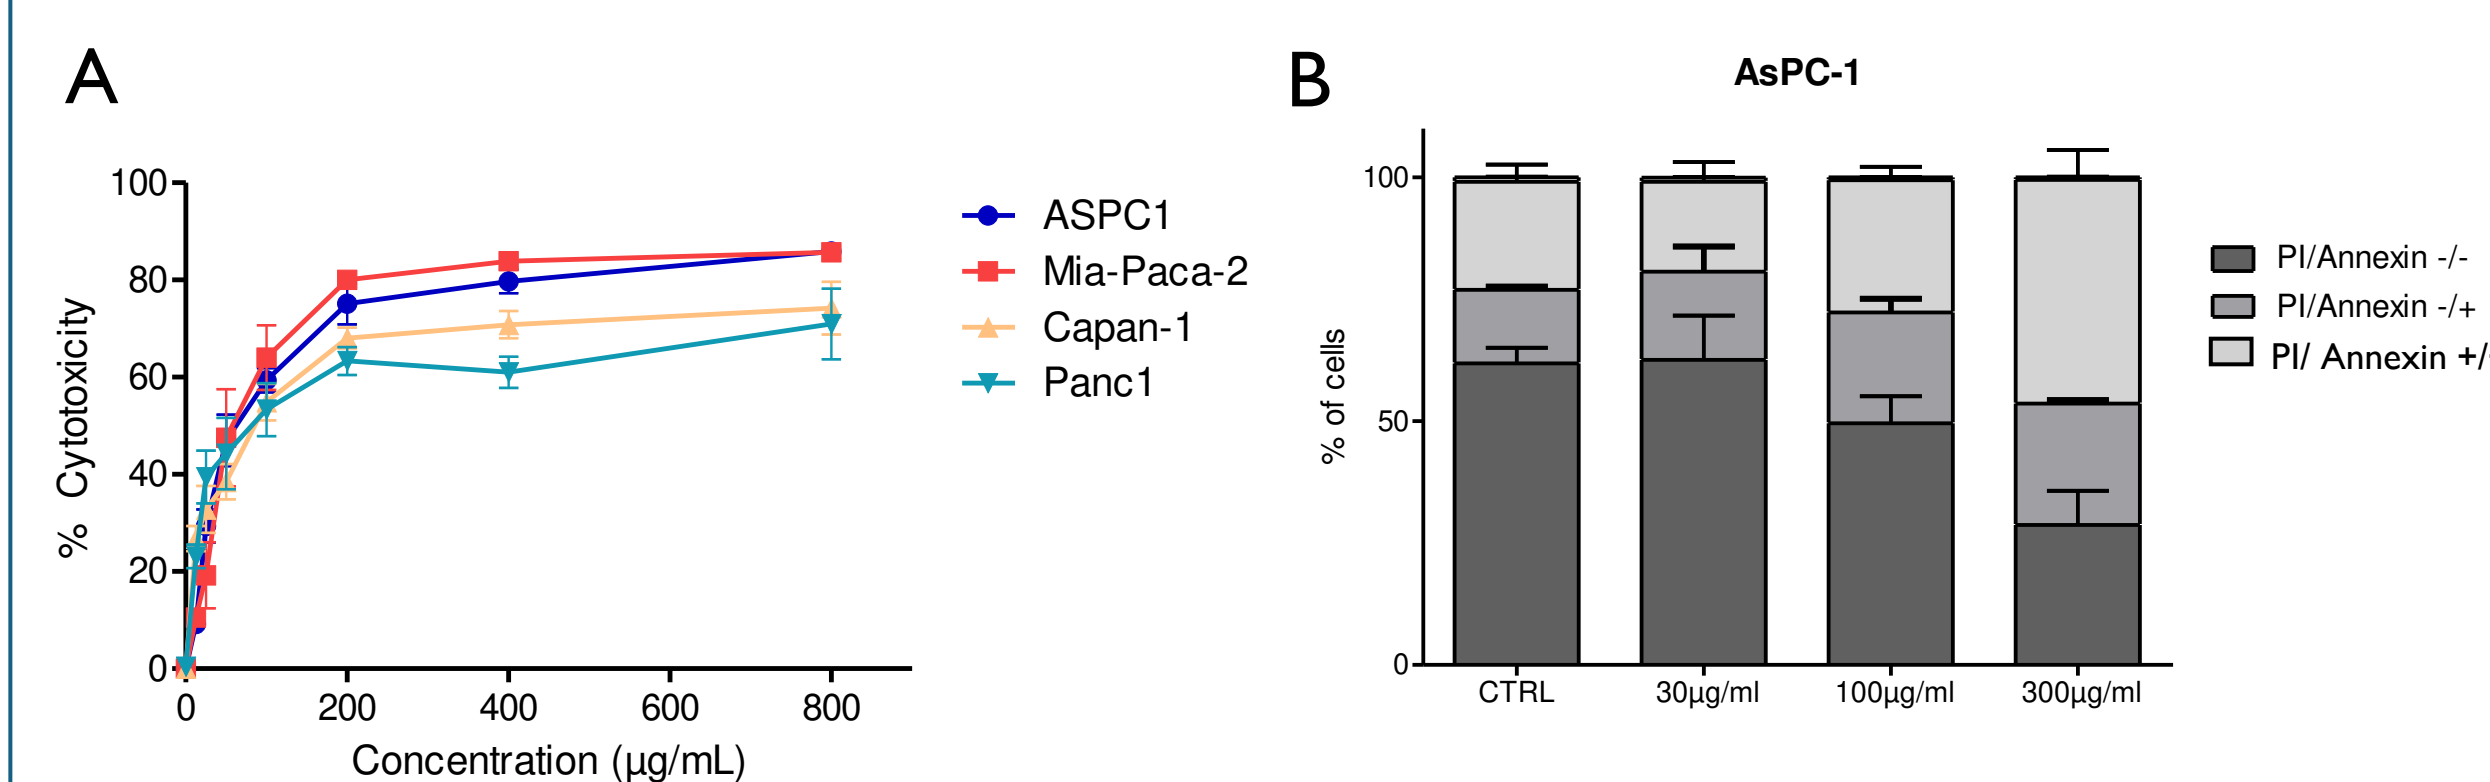 A
100
80
60
40
20
0
% Cytotoxicity
0 200 400 600 800
Concentration (µg/mL)
ASPC1
Mia-Paca-2
Capan-1
Panc1
B
AsPC-1
100
50
0
% of cells
CTRL 30µg/ml 100µg/ml 300µg/ml
PI/Annexin -/-
PI/Annexin -/+
PI/ Annexin +/